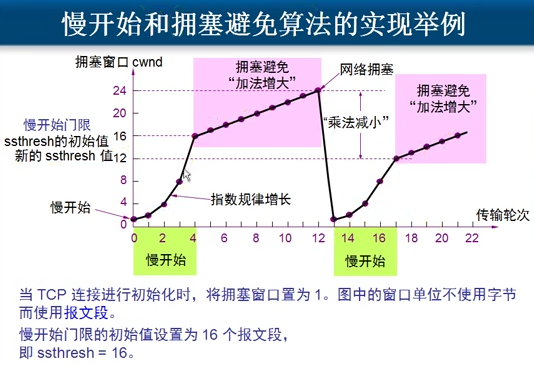 慢开始和拥塞避免算法的实现举例
拥塞窗口 cwnd
拥塞避免
“加法增大”
网络拥塞
拥塞避免
“加法增大”
24
20
慢开始门限
ssthresh的初始值
16
“乘法减小”
新的 ssthresh 值
12
8
指数规律增长
4
慢开始
传输轮次
0
0
2
4
6
8
10
12
14
16
18
20
22
慢开始
慢开始
当 TCP 连接进行初始化时，将拥塞窗口置为 1。图中的窗口单位不使用字节
而使用报文段。
慢开始门限的初始值设置为 16 个报文段，
即 ssthresh = 16。